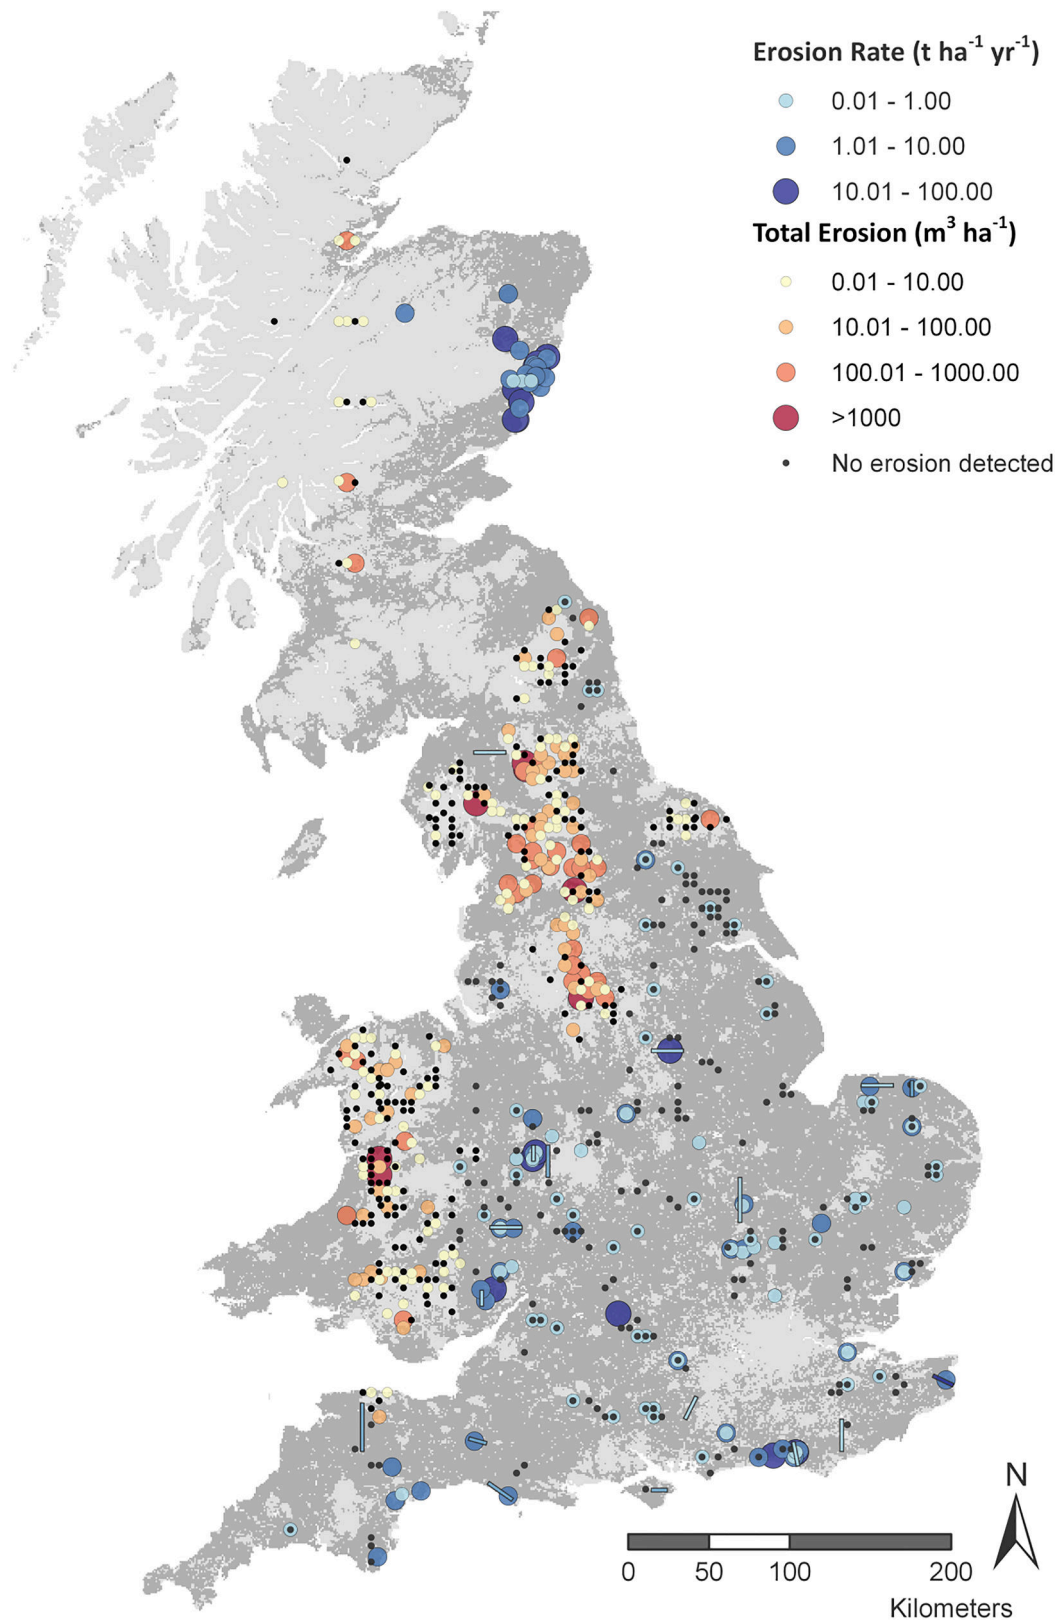 Erosion Rate (t ha⁻¹ yr⁻¹)
0.01 - 1.00
1.01 - 10.00
10.01 - 100.00
Total Erosion (m³ ha⁻¹)
0.01 - 10.00
10.01 - 100.00
100.01 - 1000.00
>1000
No erosion detected
N
0 50 100 200
Kilometers